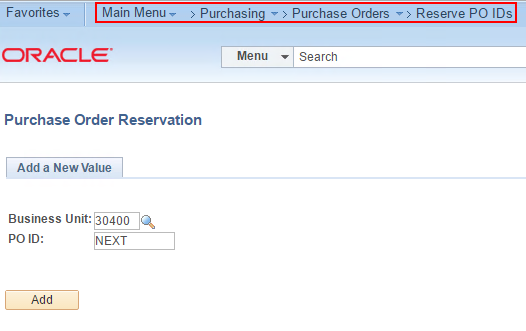 Favorites Main Menu > Purchasing > Purchase Orders > Reserve PO IDs
ORACLE Menu Search
Purchase Order Reservation
Add a New Value
Business Unit: 30400
PO ID: NEXT
Add